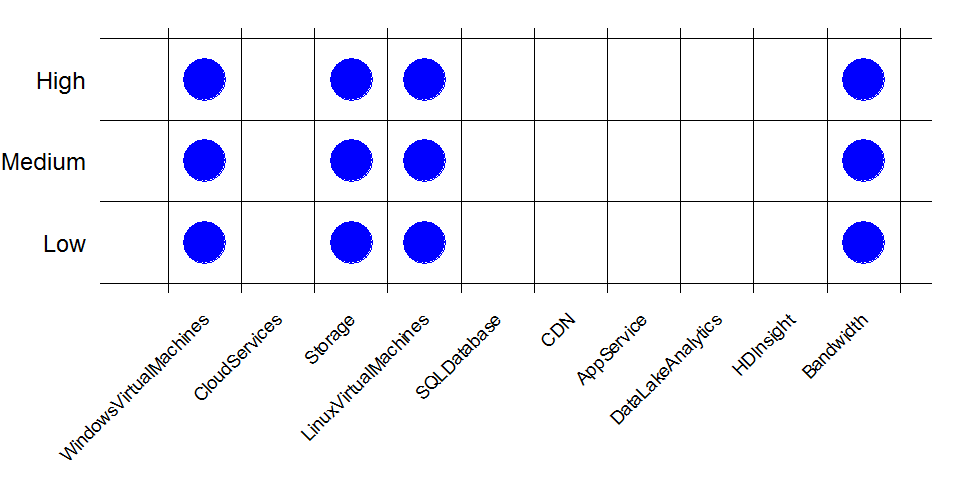 High
Medium
Low
WindowsVirtualMachines
CloudServices
Storage
LinuxVirtualMachines
SQLDatabase
CDN
AppService
DataLakeAnalytics
HDInsight
Bandwidth